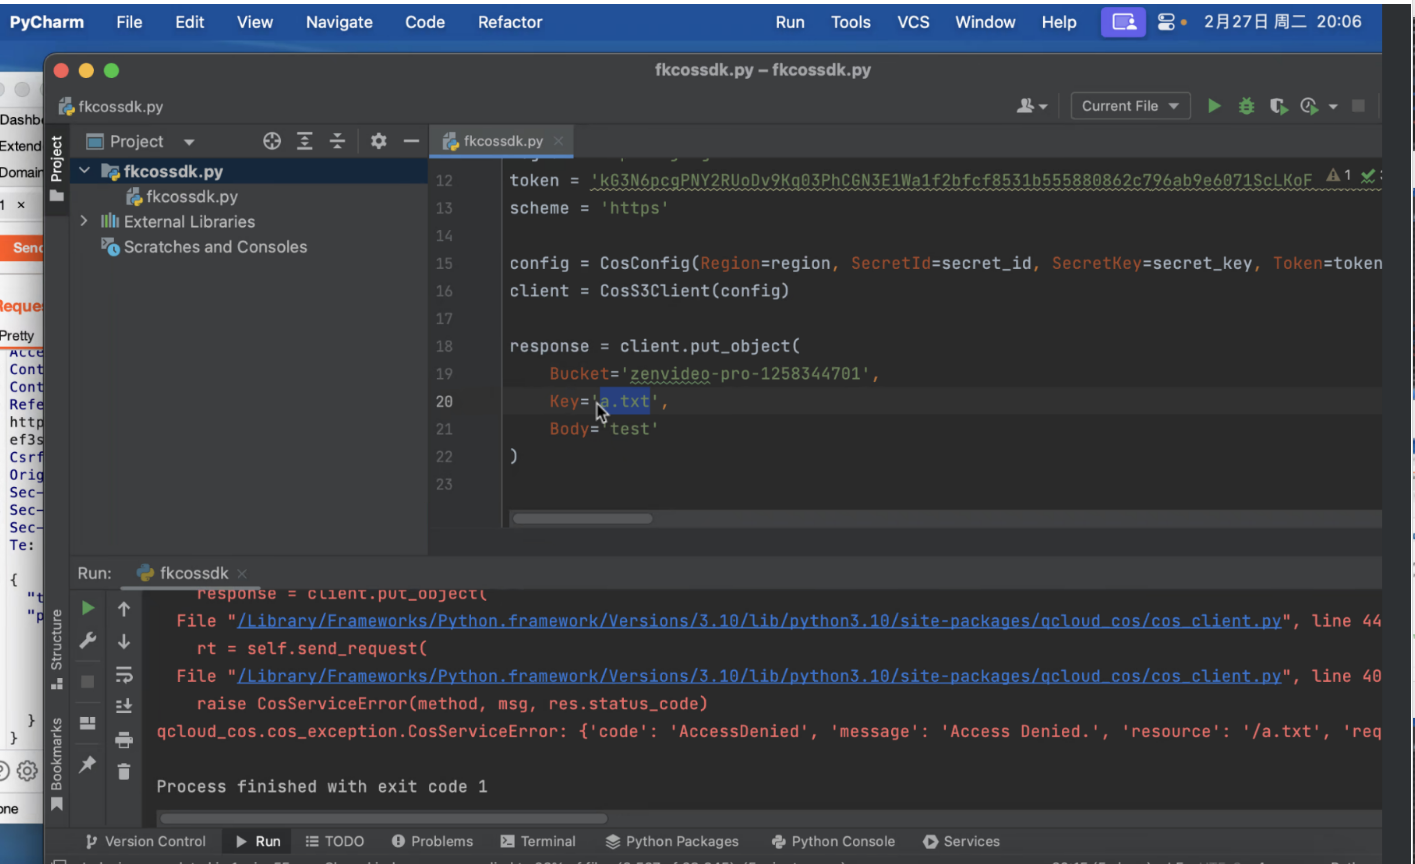 PyCharm File Edit View Navigate Code Refactor Run Tools VCS Window Help 2月27日 周二 20:06
fkcossdk.py – fkcossdk.py
fkcossdk.py Current File
Project fkcossdk.py
Project
fkcossdk.py
fkcossdk.py
External Libraries
Scratches and Consoles
12 token = 'kG3N6pcgPNY2RUoDv9Kq03PhCGN3E1Wa1f2bfcf8531b555880862c796ab9e6071ScLKoF 1
13 scheme = 'https'
14
15 config = CosConfig(Region=region, SecretId=secret_id, SecretKey=secret_key, Token=token
16 client = CosS3Client(config)
17
18 response = client.put_object(
19 Bucket='zenvideo-pro-1258344701',
20 Key='a.txt',
21 Body='test'
22 )
23
Dashb
Extend
Domain
1 ×
Send
Reque
Pretty
Acce
Cont
Cont
Refe
http
ef3s
Csrf
Orig
Sec-
Sec-
Sec-
Te:
{
"t
"p
}
}
one
Run: fkcossdk
response = client.put_object(
File "/Library/Frameworks/Python.framework/Versions/3.10/lib/python3.10/site-packages/qcloud_cos/cos_client.py", line 44
rt = self.send_request(
File "/Library/Frameworks/Python.framework/Versions/3.10/lib/python3.10/site-packages/qcloud_cos/cos_client.py", line 40
raise CosServiceError(method, msg, res.status_code)
qcloud_cos.cos_exception.CosServiceError: {'code': 'AccessDenied', 'message': 'Access Denied.', 'resource': '/a.txt', 'req
Process finished with exit code 1
Structure
Bookmarks
Version Control Run TODO Problems Terminal Python Packages Python Console Services